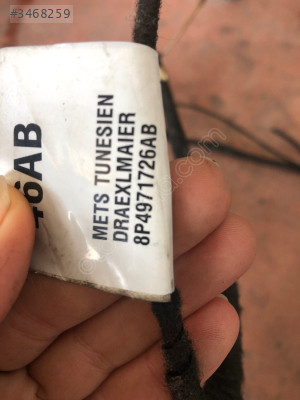 #3468259
46AB
METS TUNESIEN
DRAEXLMAIER
8P4971726AB